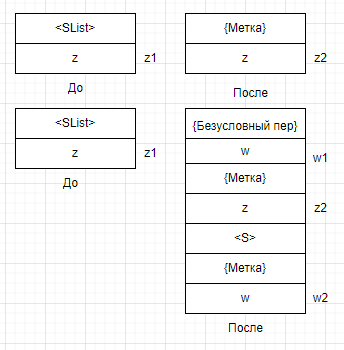 <SList>
{Метка}
z
z1
z
z2
До
После
<SList>
z
z1
До
{Безусловный пер}
w
w1
{Метка}
z
z2
<S>
{Метка}
w
w2
После